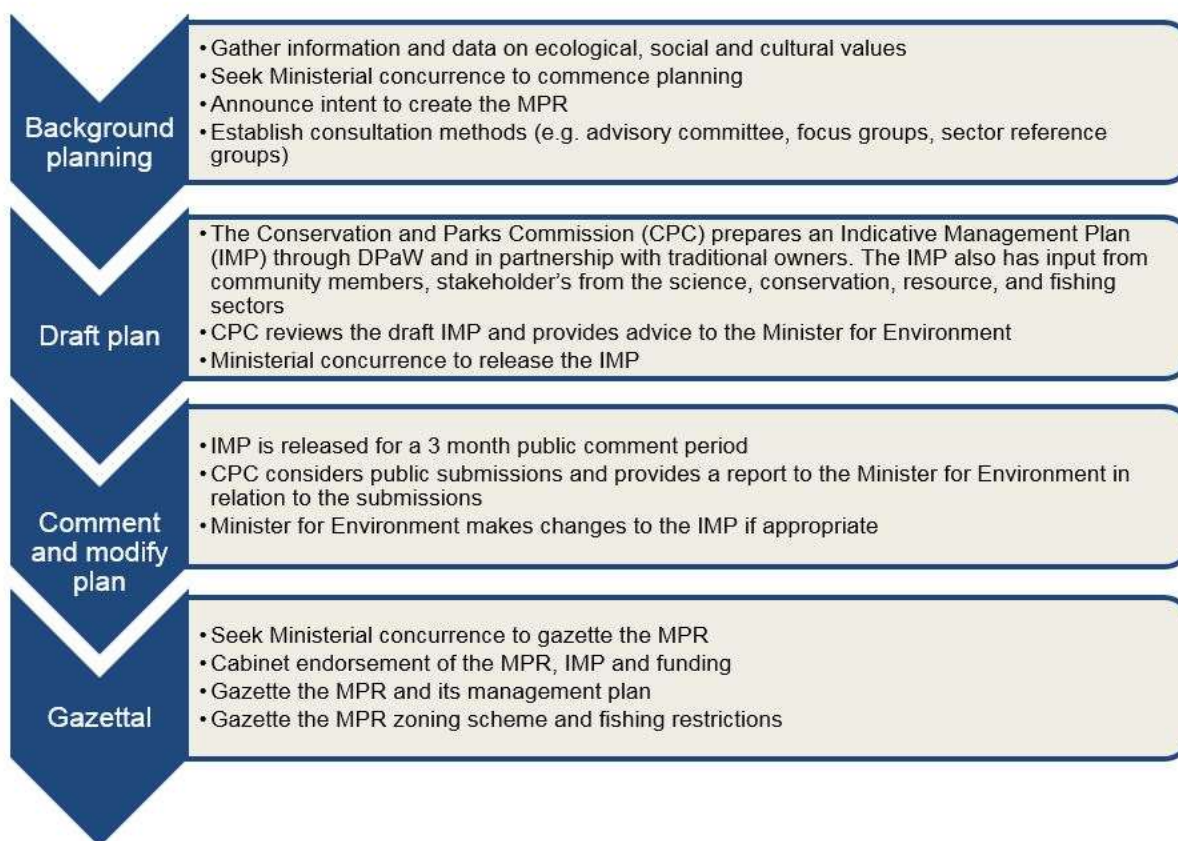 Background
planning
• Gather information and data on ecological, social and cultural values
• Seek Ministerial concurrence to commence planning
• Announce intent to create the MPR
• Establish consultation methods (e.g. advisory committee, focus groups, sector reference
groups)
Draft plan
• The Conservation and Parks Commission (CPC) prepares an Indicative Management Plan
(IMP) through DPaW and in partnership with traditional owners. The IMP also has input from
community members, stakeholder's from the science, conservation, resource, and fishing
sectors
• CPC reviews the draft IMP and provides advice to the Minister for Environment
• Ministerial concurrence to release the IMP
Comment
and modify
plan
• IMP is released for a 3 month public comment period
• CPC considers public submissions and provides a report to the Minister for Environment in
relation to the submissions
• Minister for Environment makes changes to the IMP if appropriate
Gazettal
• Seek Ministerial concurrence to gazette the MPR
• Cabinet endorsement of the MPR, IMP and funding
• Gazette the MPR and its management plan
• Gazette the MPR zoning scheme and fishing restrictions